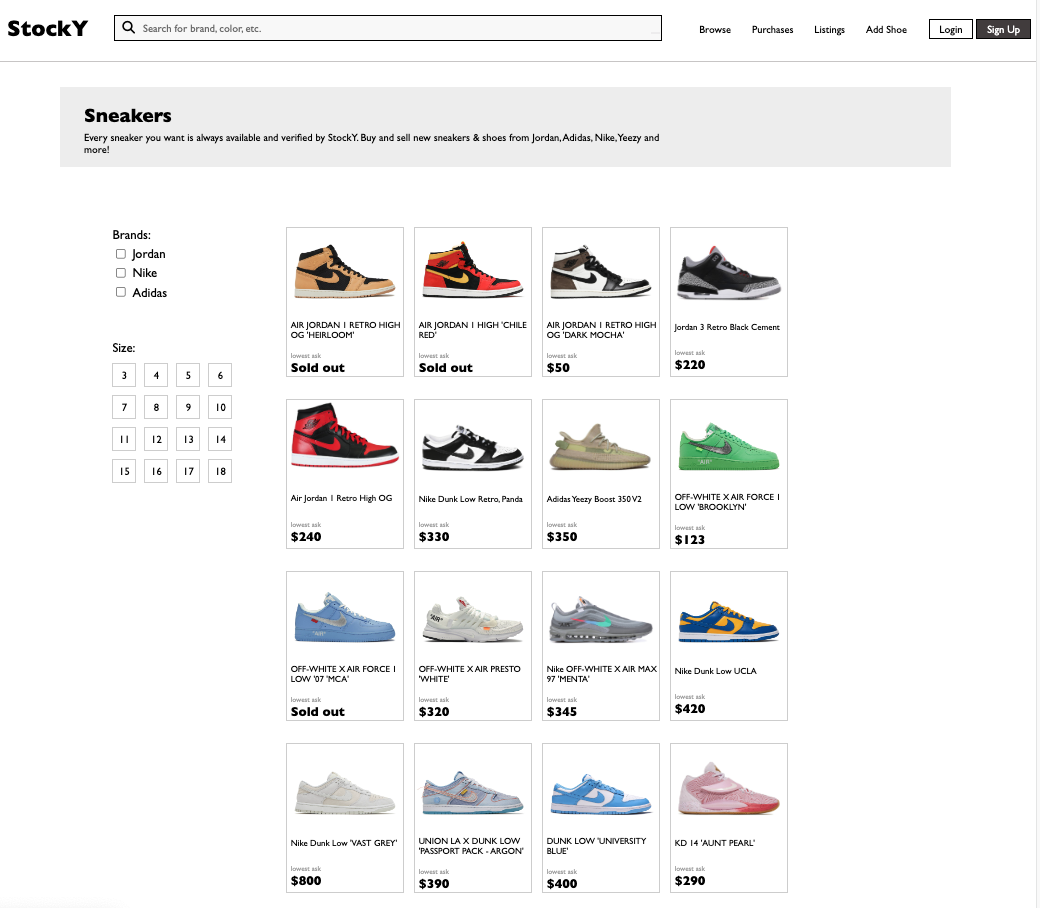 StockY
Search for brand, color, etc.
Browse
Purchases
Listings
Add Shoe
Login
Sign Up
Sneakers
Every sneaker you want is always available and verified by StockY. Buy and sell new sneakers & shoes from Jordan, Adidas, Nike, Yeezy and
more!
Brands:
Jordan
Nike
Adidas
Size:
3 4 5 6
7 8 9 10
11 12 13 14
15 16 17 18
AIR JORDAN 1 RETRO HIGH
OG 'HEIRLOOM'
lowest ask
Sold out
AIR JORDAN 1 HIGH 'CHILE
RED'
lowest ask
Sold out
AIR JORDAN 1 RETRO HIGH
OG 'DARK MOCHA'
lowest ask
$50
Jordan 3 Retro Black Cement
lowest ask
$220
Air Jordan 1 Retro High OG
lowest ask
$240
Nike Dunk Low Retro, Panda
lowest ask
$330
Adidas Yeezy Boost 350 V2
lowest ask
$350
"AIR"
OFF-WHITE X AIR FORCE 1
LOW 'BROOKLYN'
lowest ask
$123
"AIR"
OFF-WHITE X AIR FORCE 1
LOW '07 'MCA'
lowest ask
Sold out
"AIR"
OFF-WHITE X AIR PRESTO
'WHITE'
lowest ask
$320
Nike OFF-WHITE X AIR MAX
97 'MENTA'
lowest ask
$345
Nike Dunk Low UCLA
lowest ask
$420
Nike Dunk Low 'VAST GREY'
lowest ask
$800
UNION LA X DUNK LOW
'PASSPORT PACK - ARGON'
lowest ask
$390
DUNK LOW 'UNIVERSITY
BLUE'
lowest ask
$400
KD 14 'AUNT PEARL'
lowest ask
$290